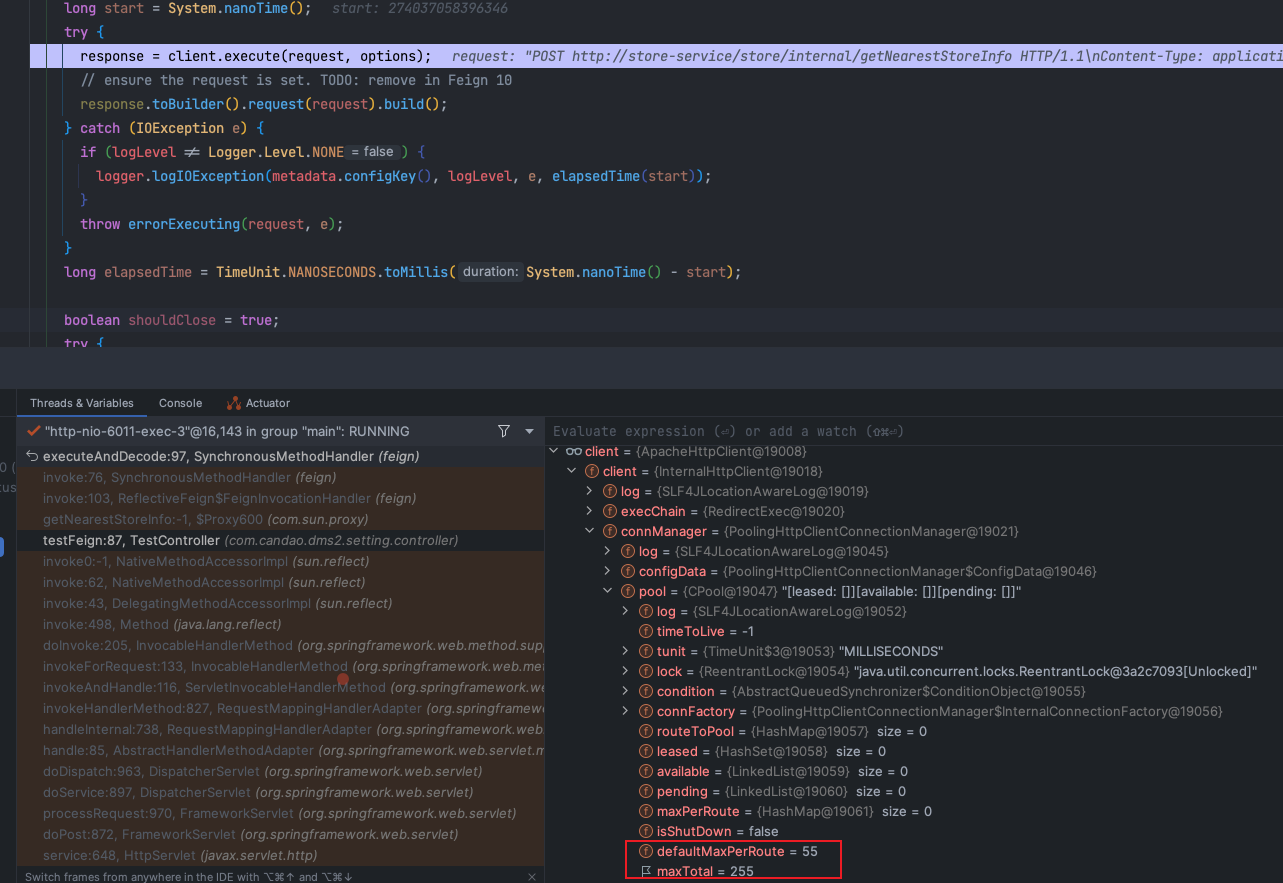 long start = System.nanoTime();   start: 274037058396346
try {
response = client.execute(request, options);   request: "POST http://store-service/store/internal/getNearestStoreInfo HTTP/1.1\nContent-Type: applicati
// ensure the request is set. TODO: remove in Feign 10
response.toBuilder().request(request).build();
} catch (IOException e) {
if (logLevel ≠ Logger.Level.NONE = false ) {
logger.logIOException(metadata.configKey(), logLevel, e, elapsedTime(start));
}
throw errorExecuting(request, e);
}
long elapsedTime = TimeUnit.NANOSECONDS.toMillis( duration: System.nanoTime() - start);
boolean shouldClose = true;
try {
Threads & Variables   Console   Actuator
"http-nio-6011-exec-3"@16,143 in group "main": RUNNING
executeAndDecode:97, SynchronousMethodHandler (feign)
invoke:76, SynchronousMethodHandler (feign)
invoke:103, ReflectiveFeign$FeignInvocationHandler (feign)
getNearestStoreInfo:-1, $Proxy600 (com.sun.proxy)
testFeign:87, TestController (com.candao.dms2.setting.controller)
invoke0:-1, NativeMethodAccessorImpl (sun.reflect)
invoke:62, NativeMethodAccessorImpl (sun.reflect)
invoke:43, DelegatingMethodAccessorImpl (sun.reflect)
invoke:498, Method (java.lang.reflect)
doInvoke:205, InvocableHandlerMethod (org.springframework.web.method.sup
invokeForRequest:133, InvocableHandlerMethod (org.springframework.web.met
invokeAndHandle:116, ServletInvocableHandlerMethod (org.springframework.we
invokeHandlerMethod:827, RequestMappingHandlerAdapter (org.springframew
handleInternal:738, RequestMappingHandlerAdapter (org.springframework.web.
handle:85, AbstractHandlerMethodAdapter (org.springframework.web.servlet.m
doDispatch:963, DispatcherServlet (org.springframework.web.servlet)
doService:897, DispatcherServlet (org.springframework.web.servlet)
processRequest:970, FrameworkServlet (org.springframework.web.servlet)
doPost:872, FrameworkServlet (org.springframework.web.servlet)
service:648, HttpServlet (javax.servlet.http)
Switch frames from anywhere in the IDE with ⌥⌘↑ and ⌥⌘↓
Evaluate expression (⏎) or add a watch (⇧⌘⏎)
client = {ApacheHttpClient@19008}
client = {InternalHttpClient@19018}
log = {SLF4JLocationAwareLog@19019}
execChain = {RedirectExec@19020}
connManager = {PoolingHttpClientConnectionManager@19021}
log = {SLF4JLocationAwareLog@19045}
configData = {PoolingHttpClientConnectionManager$ConfigData@19046}
pool = {CPool@19047} "[leased: []][available: []][pending: []]"
log = {SLF4JLocationAwareLog@19052}
timeToLive = -1
tunit = {TimeUnit$3@19053} "MILLISECONDS"
lock = {ReentrantLock@19054} "java.util.concurrent.locks.ReentrantLock@3a2c7093[Unlocked]"
condition = {AbstractQueuedSynchronizer$ConditionObject@19055}
connFactory = {PoolingHttpClientConnectionManager$InternalConnectionFactory@19056}
routeToPool = {HashMap@19057} size = 0
leased = {HashSet@19058} size = 0
available = {LinkedList@19059} size = 0
pending = {LinkedList@19060} size = 0
maxPerRoute = {HashMap@19061} size = 0
isShutDown = false
defaultMaxPerRoute = 55
maxTotal = 255